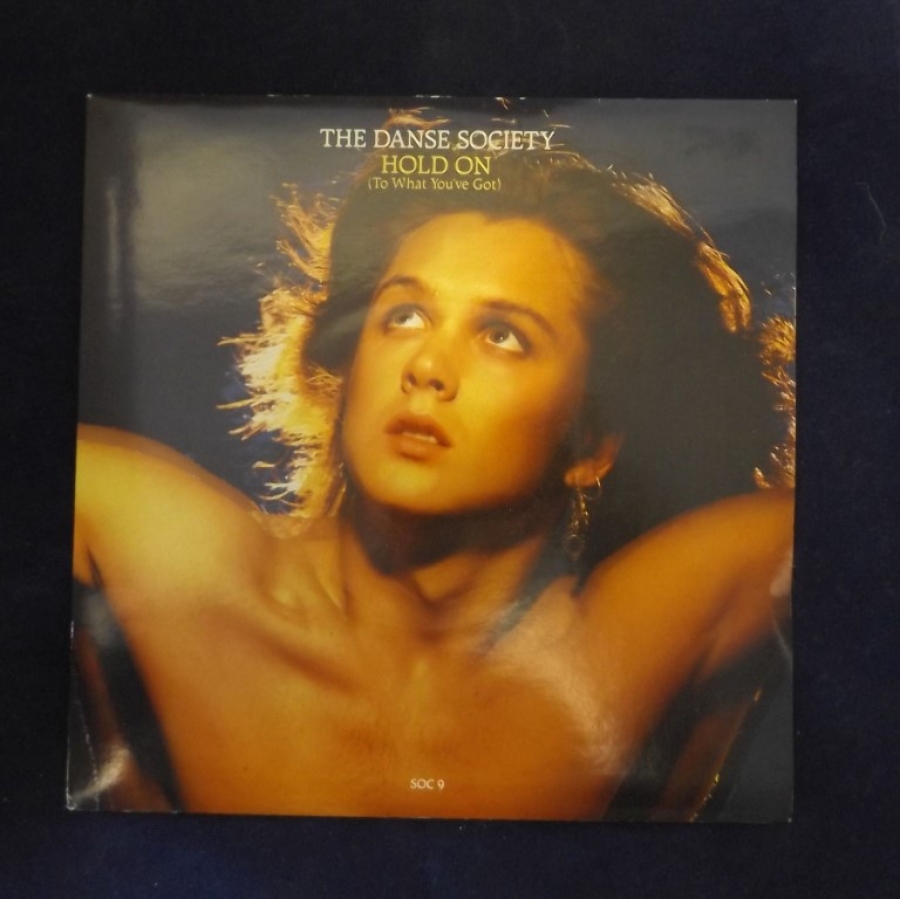 THE DANSE SOCIETY
HOLD ON
(To What You've Got)
SOC 9